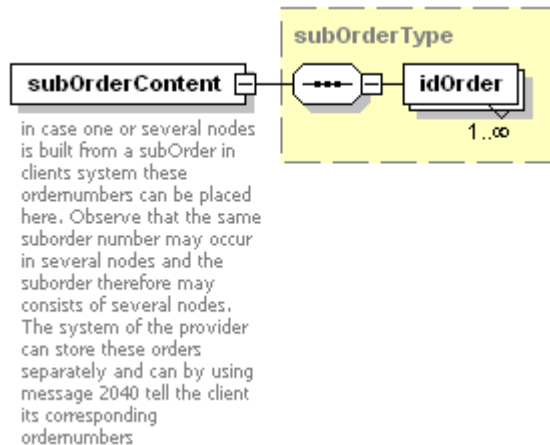 subOrderType
subOrderContent
idOrder
1..∞
in case one or several nodes
is built from a subOrder in
clients system these
ordernumbers can be placed
here. Observe that the same
suborder number may occur
in several nodes and the
suborder therefore may
consists of several nodes.
The system of the provider
can store these orders
separately and can by using
message 2040 tell the client
its corresponding
ordernumbers